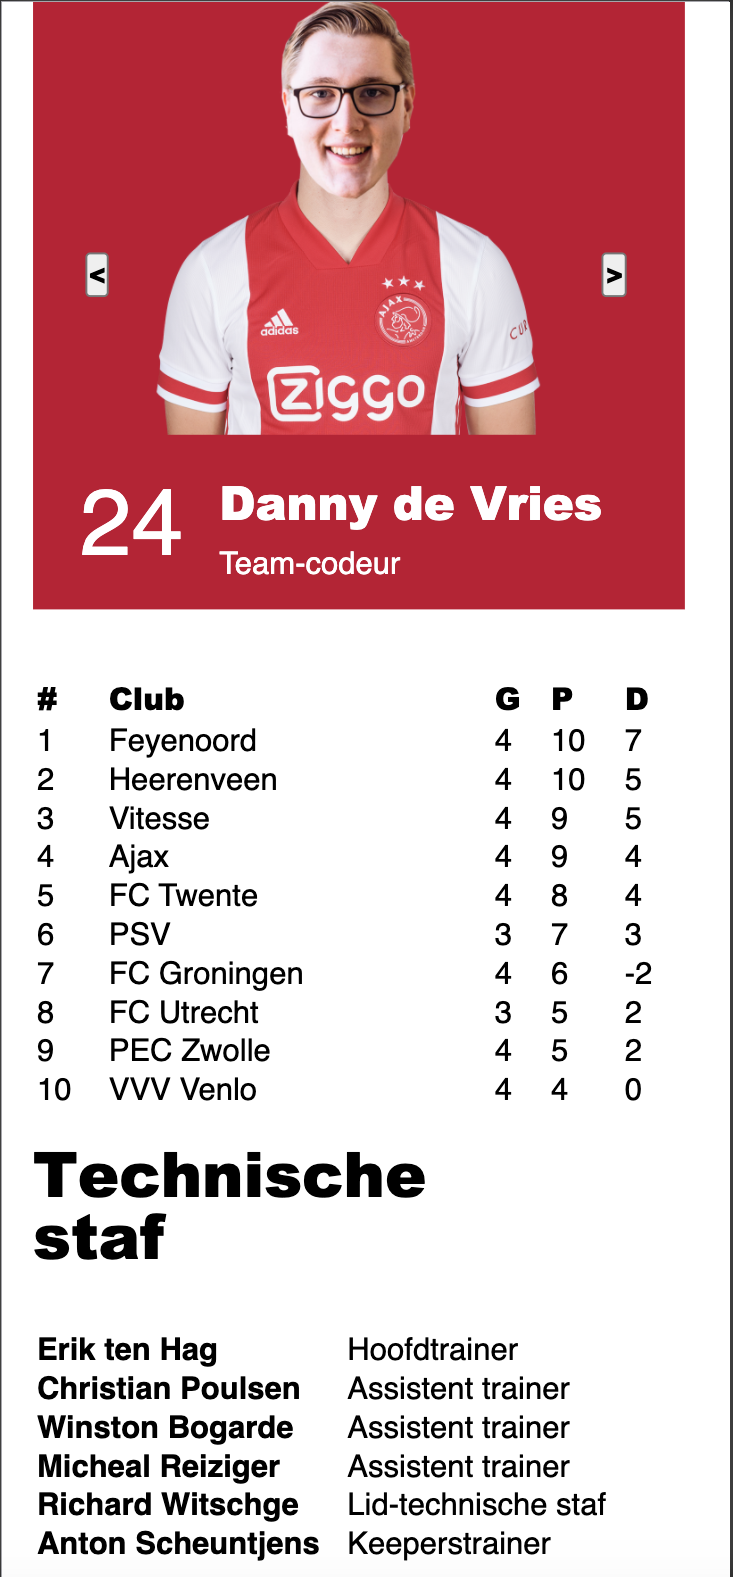 AJAX
CUR
adidas
ziggo
<
>
24
Danny de Vries
Team-codeur
# Club G P D
1 Feyenoord 4 10 7
2 Heerenveen 4 10 5
3 Vitesse 4 9 5
4 Ajax 4 9 4
5 FC Twente 4 8 4
6 PSV 3 7 3
7 FC Groningen 4 6 -2
8 FC Utrecht 3 5 2
9 PEC Zwolle 4 5 2
10 VVV Venlo 4 4 0
Technische
staf
Erik ten Hag Hoofdtrainer
Christian Poulsen Assistent trainer
Winston Bogarde Assistent trainer
Micheal Reiziger Assistent trainer
Richard Witschge Lid-technische staf
Anton Scheuntjens Keeperstrainer